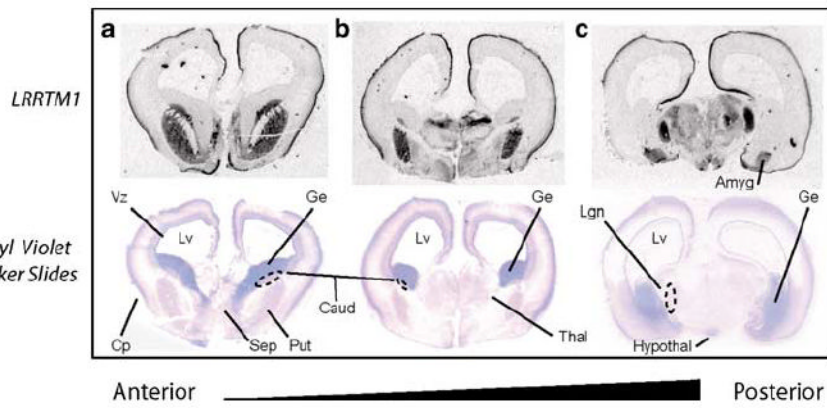 a b c
LRRTM1
Amyg
Vz Ge Ge
Lgn
Lv Lv Lv
yl Violet
ker Slides
Caud
Thal
Cp Sep Put Hypothal
Anterior Posterior